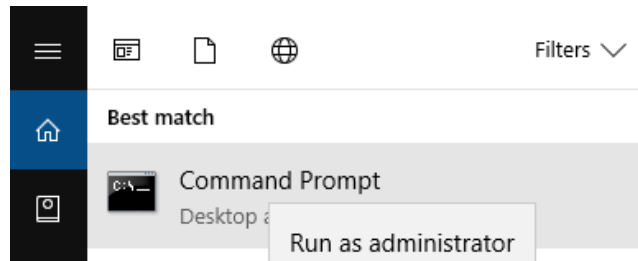 Filters
Best match
C:\_
Command Prompt
Desktop
Run as administrator